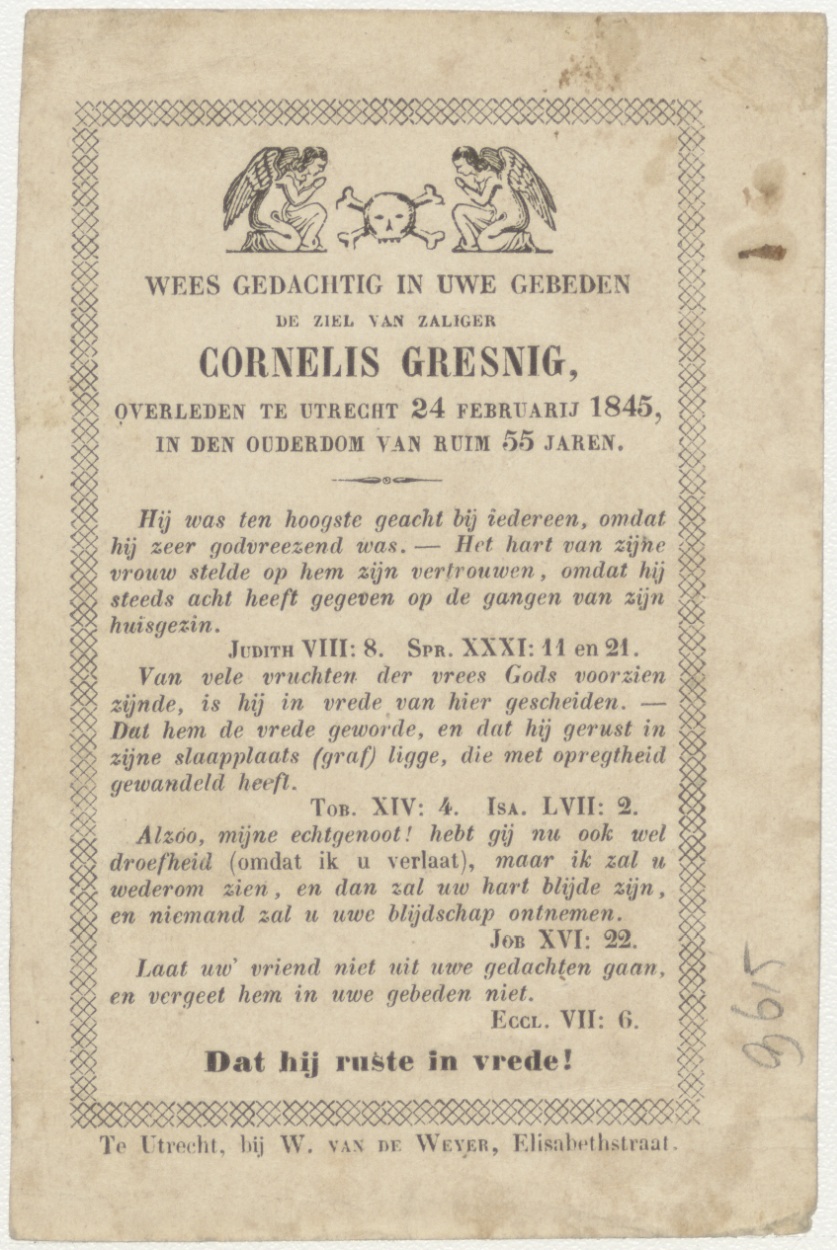 WEES GEDACHTIG IN UWE GEBEDEN
DE ZIEL VAN ZALIGER
CORNELIS GRESNIG,
OVERLEDEN TE UTRECHT 24 FEBRUARIJ 1845,
IN DEN OUDERDOM VAN RUIM 55 JAREN.
Hij was ten hoogste geacht bij iedereen, omdat
hij zeer godvreezend was. — Het hart van zijne
vrouw stelde op hem zijn vertrouwen, omdat hij
steeds acht heeft gegeven op de gangen van zijn
huisgezin.
JUDITH VIII: 8. SPR. XXXI: 11 en 21.
Van vele vruchten der vrees Gods voorzien
zijnde, is hij in vrede van hier gescheiden. —
Dat hem de vrede geworde, en dat hij gerust in
zijne slaapplaats (graf) ligge, die met opregtheid
gewandeld heeft.
TOB. XIV: 4. ISA. LVII: 2.
Alzóo, mijne echtgenoot! hebt gij nu ook wel
droefheid (omdat ik u verlaat), maar ik zal u
wederom zien, en dan zal uw hart blijde zijn,
en niemand zal u uwe blijdschap ontnemen.
JOB XVI: 22.
Laat uw' vriend niet uit uwe gedachten gaan,
en vergeet hem in uwe gebeden niet.
ECCL. VII: 6.
Dat hij ruste in vrede!
Te Utrecht, bij W. VAN DE WEYER, Elisabethstraat.